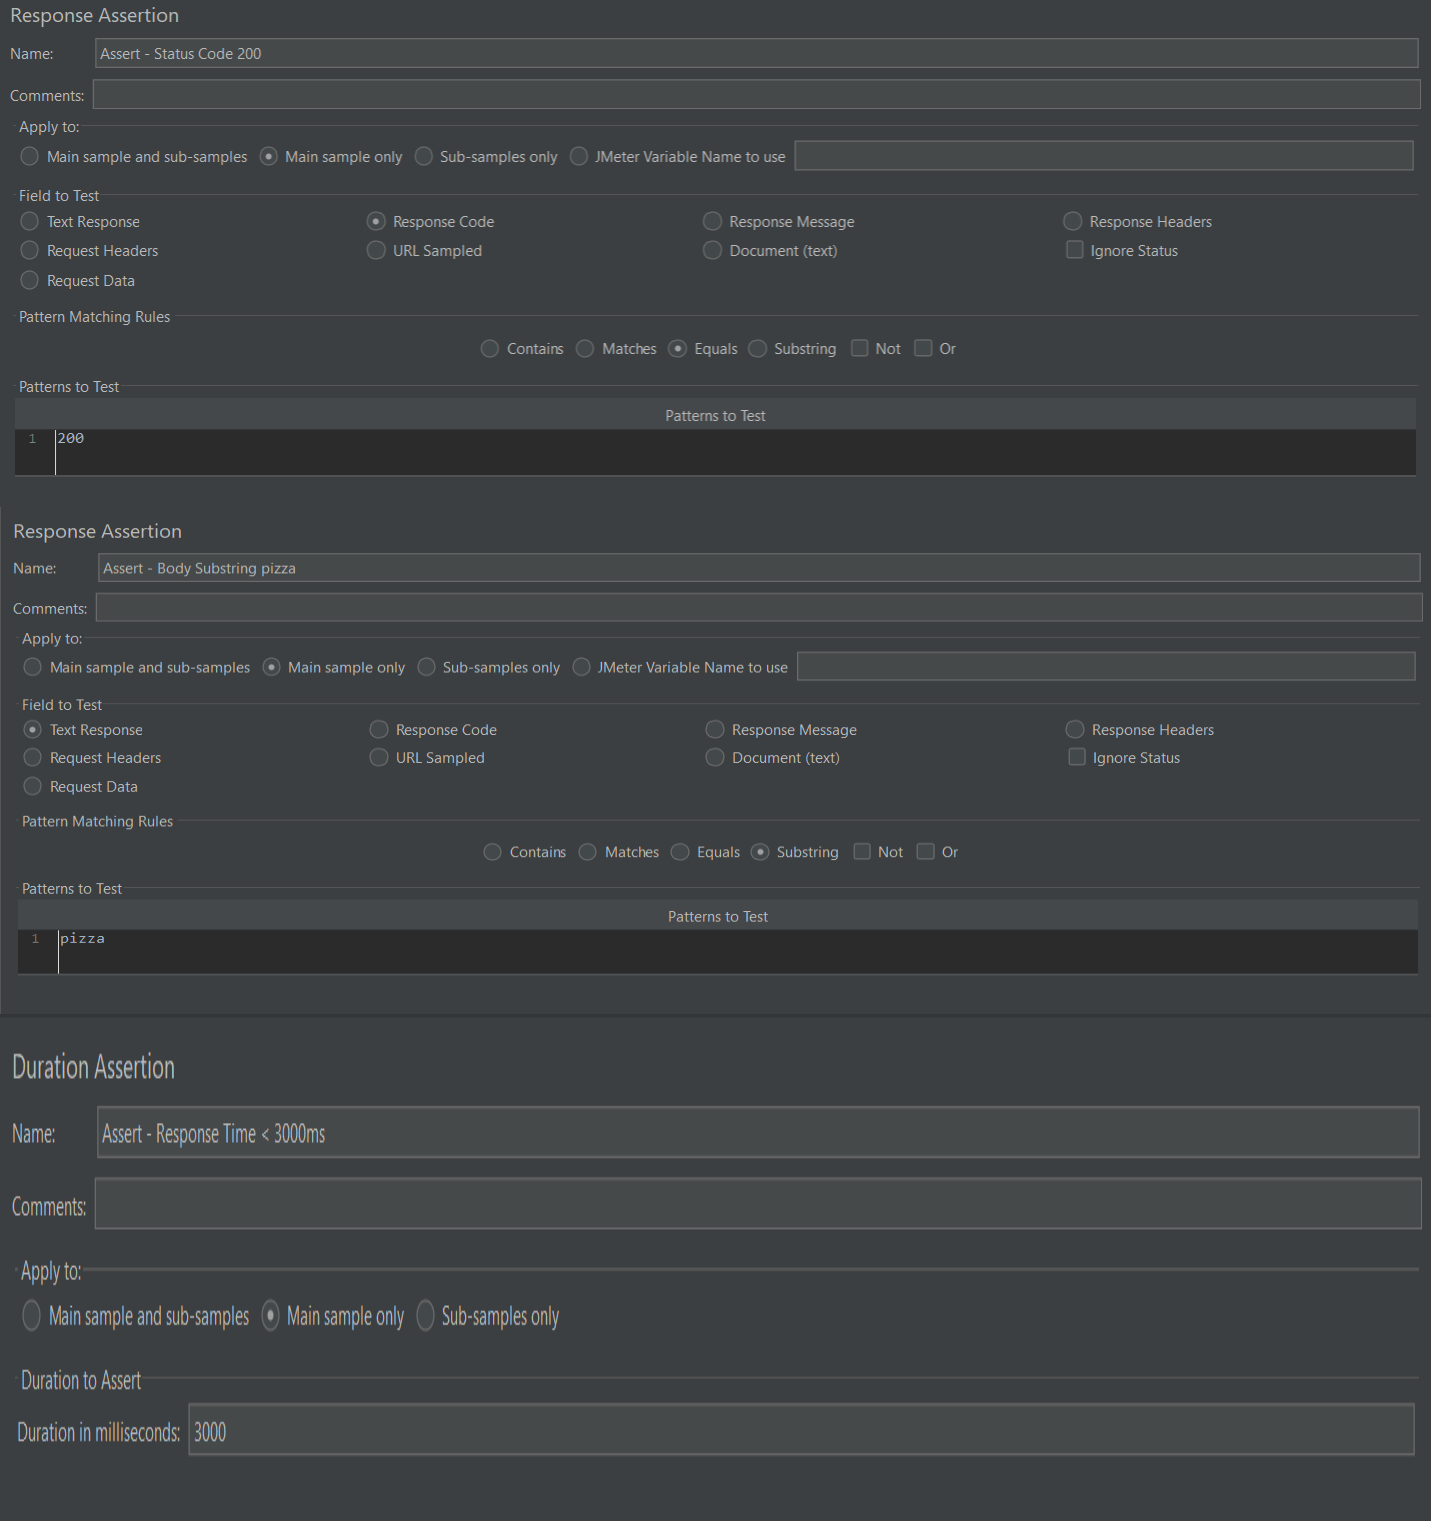 Response Assertion
Name: Assert - Status Code 200
Comments:
Apply to:
Main sample and sub-samples Main sample only Sub-samples only JMeter Variable Name to use
Field to Test
Text Response Response Code Response Message Response Headers
Request Headers URL Sampled Document (text) Ignore Status
Request Data
Pattern Matching Rules
Contains Matches Equals Substring Not Or
Patterns to Test
Patterns to Test
1 200
Response Assertion
Name: Assert - Body Substring pizza
Comments:
Apply to:
Main sample and sub-samples Main sample only Sub-samples only JMeter Variable Name to use
Field to Test
Text Response Response Code Response Message Response Headers
Request Headers URL Sampled Document (text) Ignore Status
Request Data
Pattern Matching Rules
Contains Matches Equals Substring Not Or
Patterns to Test
Patterns to Test
1 pizza
Duration Assertion
Name: Assert - Response Time < 3000ms
Comments:
Apply to:
Main sample and sub-samples Main sample only Sub-samples only
Duration to Assert
Duration in milliseconds: 3000